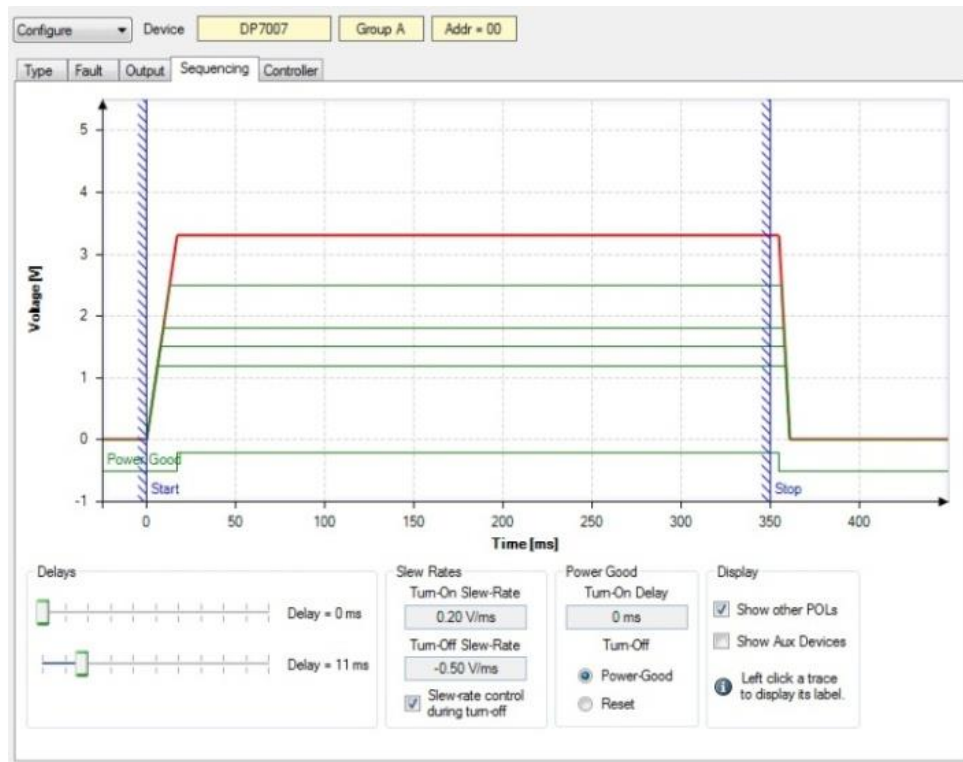 Configure Device DP7007 Group A Addr = 00
Type Fault Output Sequencing Controller
Voltage [V]
5
4
3
2
1
0
-1
Power Good
Start
Stop
0 50 100 150 200 250 300 350 400
Time [ms]
Delays
Delay = 0 ms
Delay = 11 ms
Slew Rates
Turn-On Slew-Rate
0.20 V/ms
Turn-Off Slew-Rate
-0.50 V/ms
Slew-rate control
during turn-off
Power Good
Turn-On Delay
0 ms
Turn-Off
Power-Good
Reset
Display
Show other POLs
Show Aux Devices
Left click a trace
to display its label.